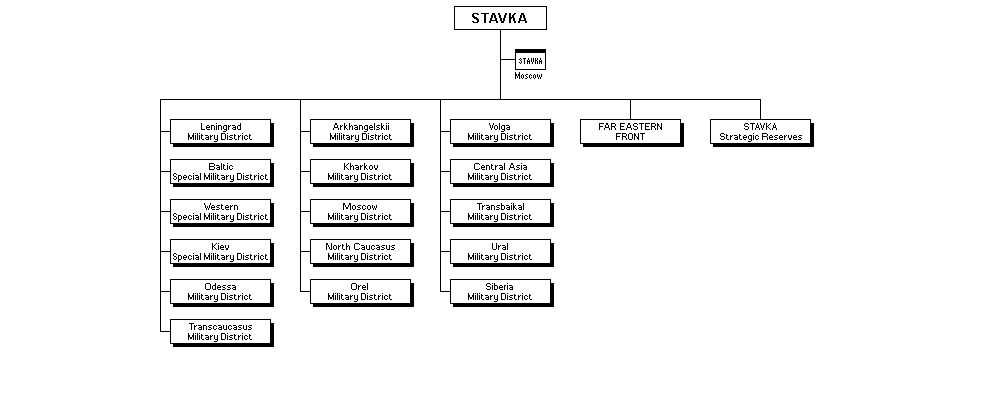 STAVKA
STAVKA
Moscow
Leningrad
Military District
Baltic
Special Military District
Western
Special Military District
Kiev
Special Military District
Odessa
Military District
Transcaucasus
Military District
Arkhangelskii
Military District
Kharkov
Military District
Moscow
Military District
North Caucasus
Military District
Orel
Military District
Volga
Military District
Central Asia
Military District
Transbaikal
Military District
Ural
Military District
Siberia
Military District
FAR EASTERN
FRONT
STAVKA
Strategic Reserves